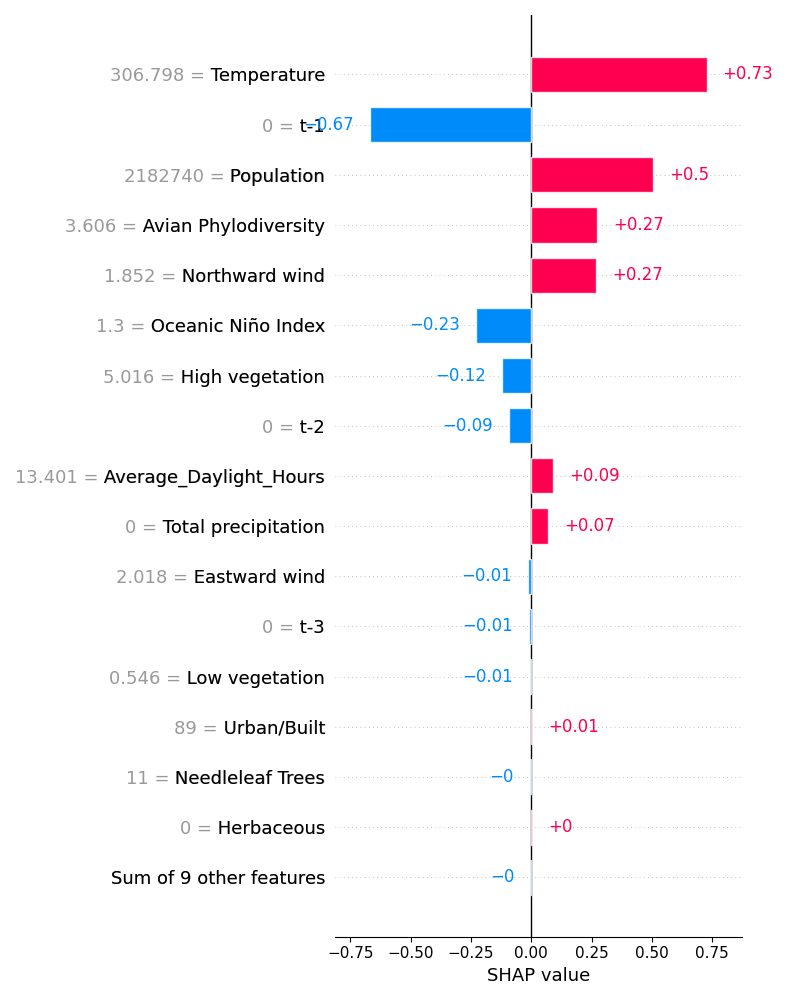 306.798 = Temperature +0.73
0 = t-1 −0.67
2182740 = Population +0.5
3.606 = Avian Phylodiversity +0.27
1.852 = Northward wind +0.27
1.3 = Oceanic Niño Index −0.23
5.016 = High vegetation −0.12
0 = t-2 −0.09
13.401 = Average_Daylight_Hours +0.09
0 = Total precipitation +0.07
2.018 = Eastward wind −0.01
0 = t-3 −0.01
0.546 = Low vegetation −0.01
89 = Urban/Built +0.01
11 = Needleleaf Trees −0
0 = Herbaceous +0
Sum of 9 other features −0
−0.75 −0.50 −0.25 0.00 0.25 0.50 0.75
SHAP value